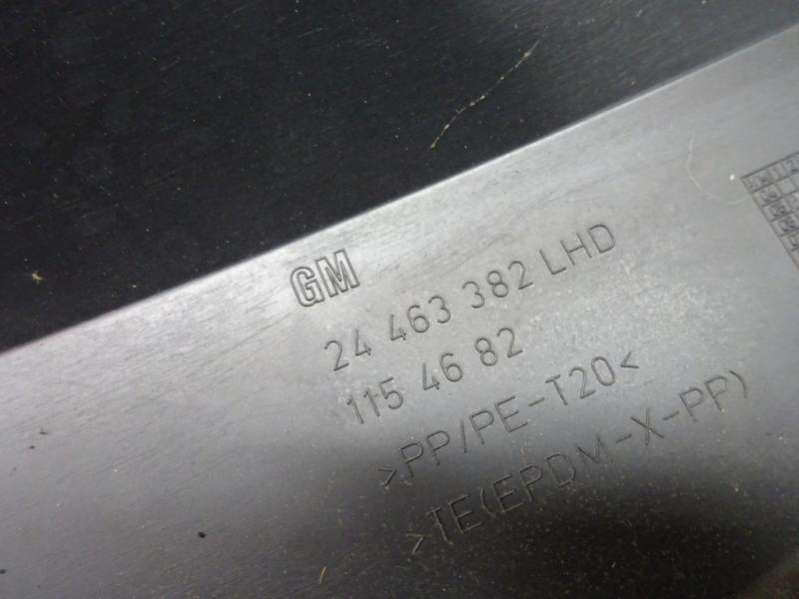 GM
24 463 382 LHD
115 46 82
>PP/PE-T20<
>TE(EPDM-X-PP)